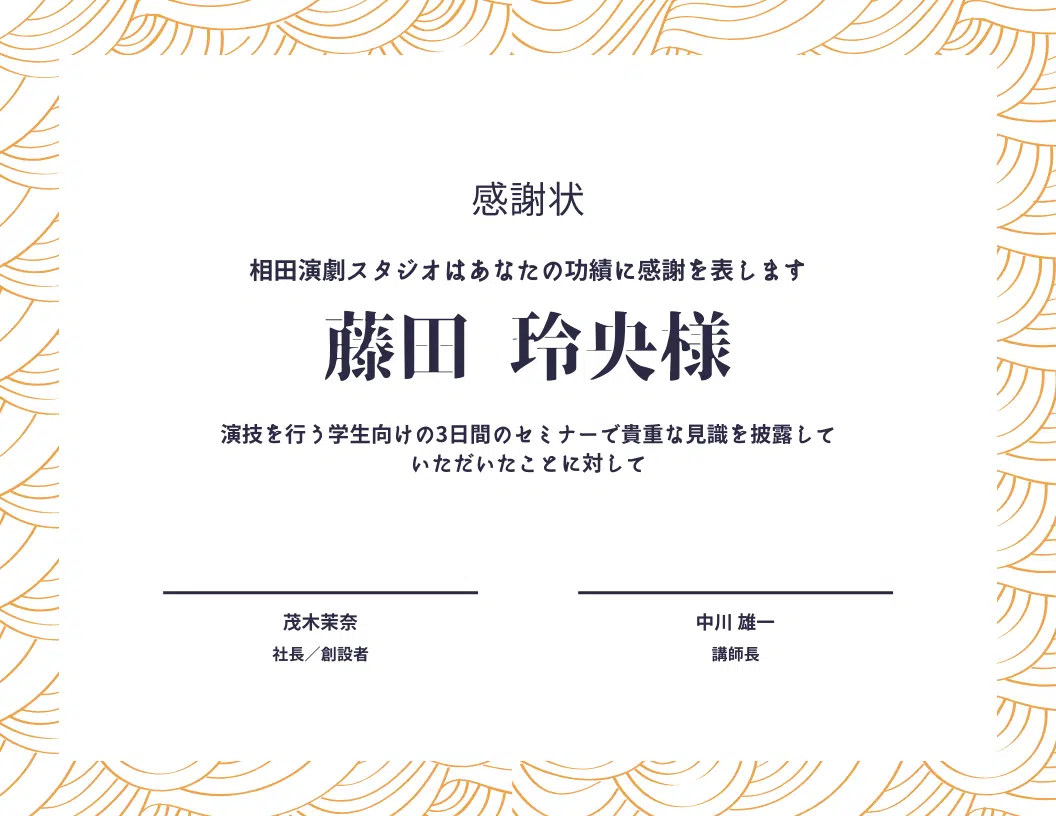 感謝状
相田演劇スタジオはあなたの功績に感謝を表します
藤田 玲央様
演技を行う学生向けの3日間のセミナーで貴重な見識を披露して
いただいたことに対して
茂木茉奈
社長／創設者
中川 雄一
講師長